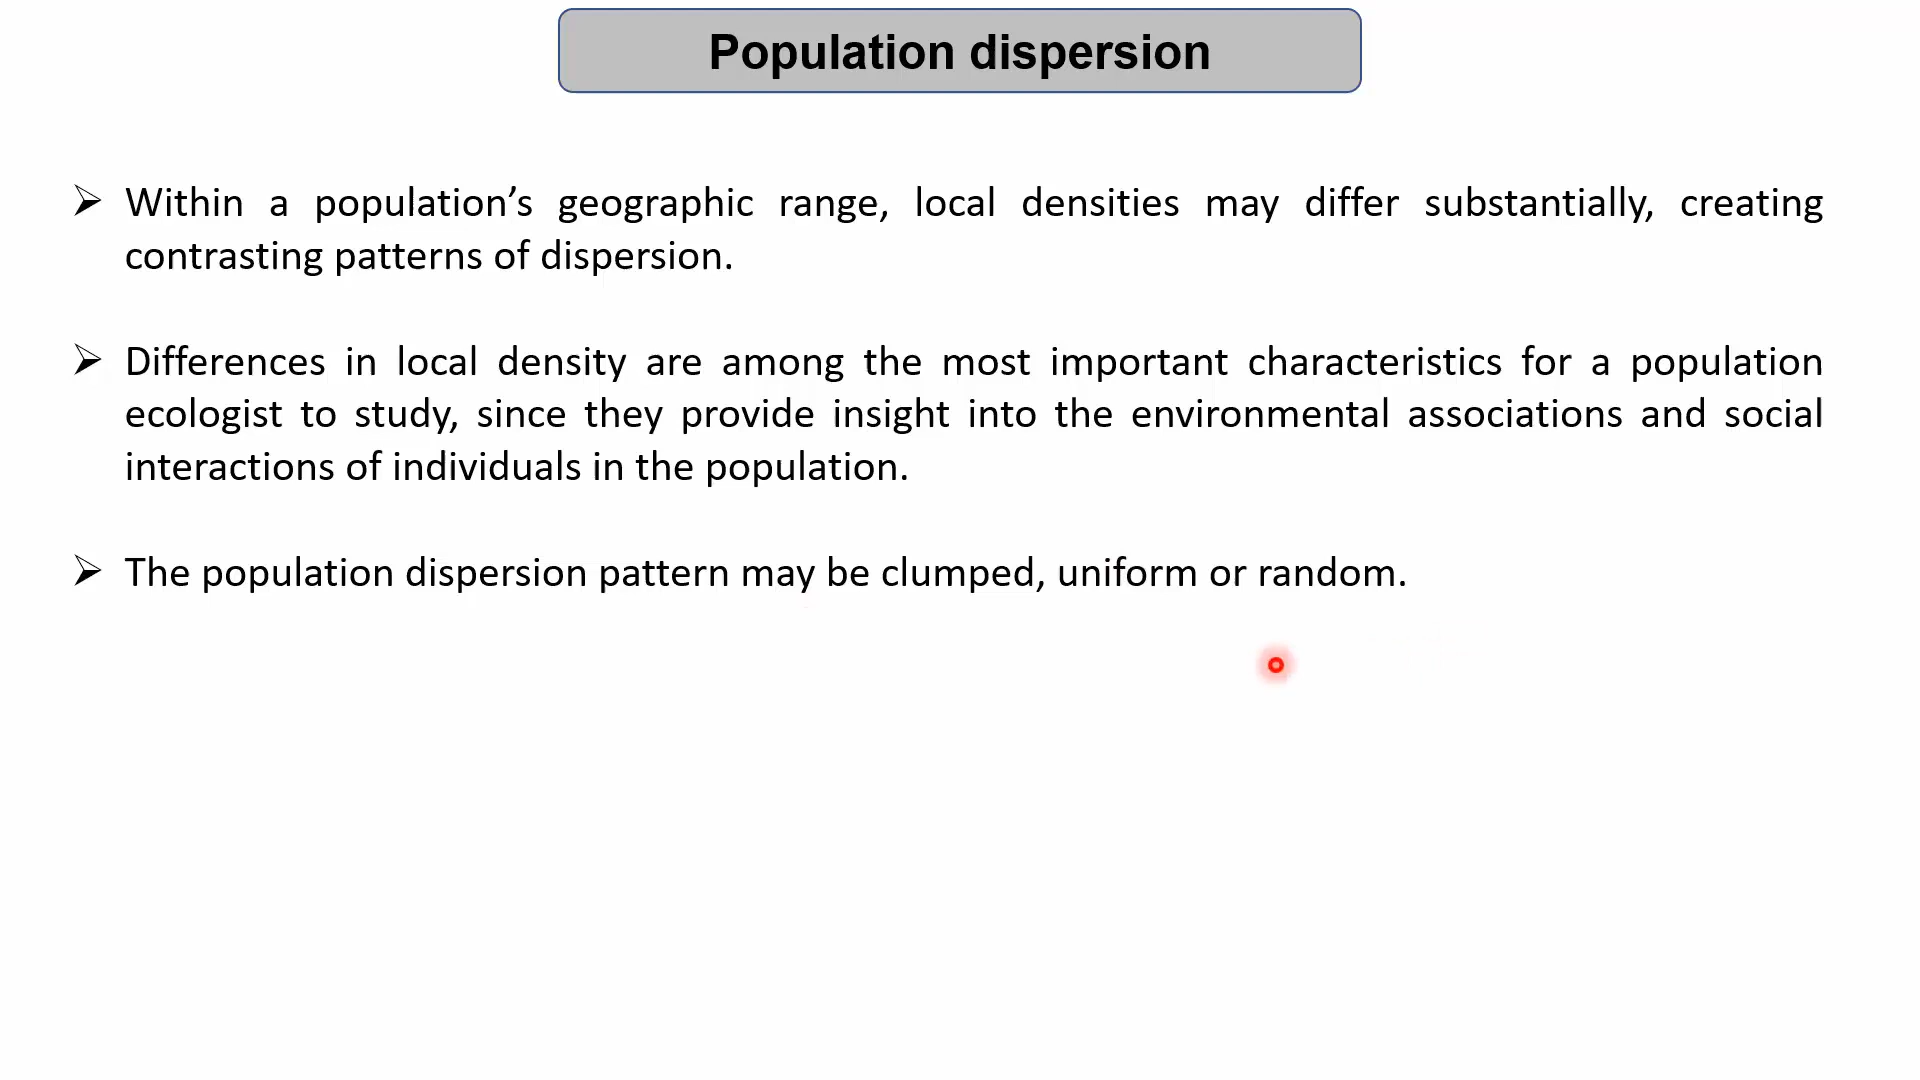 Population dispersion
Within a population’s geographic range, local densities may differ substantially, creating
contrasting patterns of dispersion.
Differences in local density are among the most important characteristics for a population
ecologist to study, since they provide insight into the environmental associations and social
interactions of individuals in the population.
The population dispersion pattern may be clumped, uniform or random.